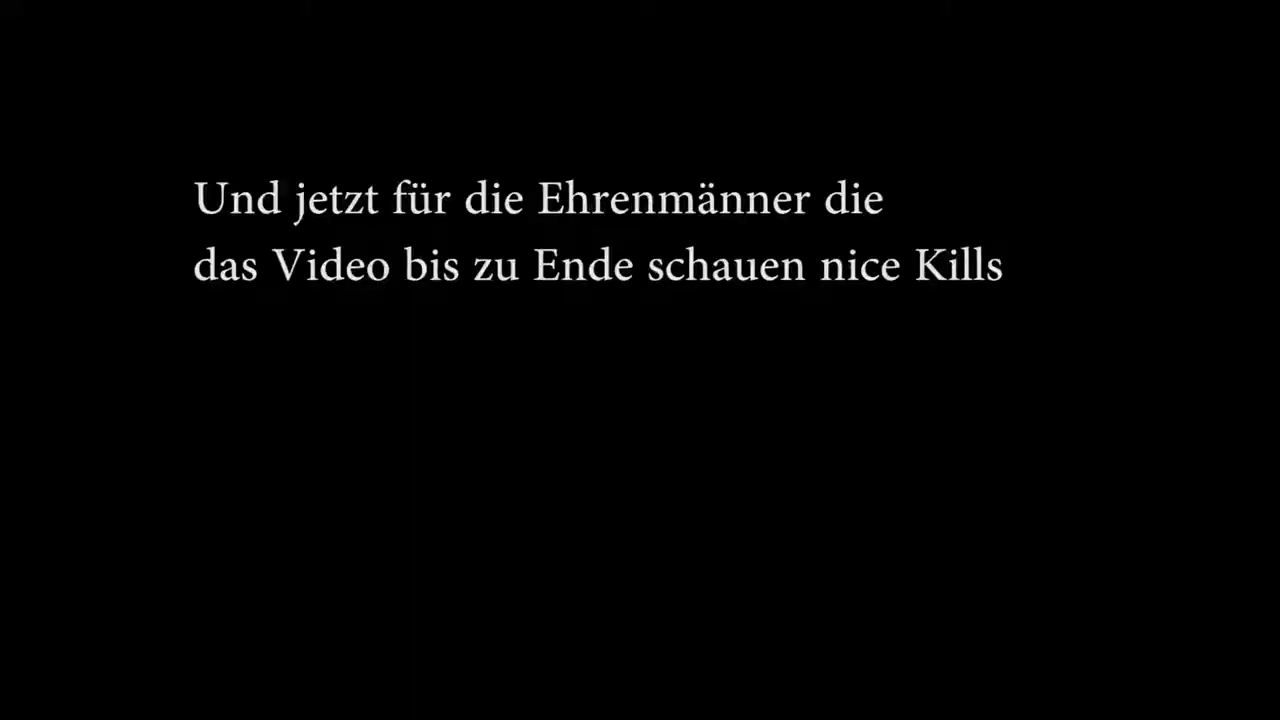 Und jetzt für die Ehrenmänner die
das Video bis zu Ende schauen nice Kills